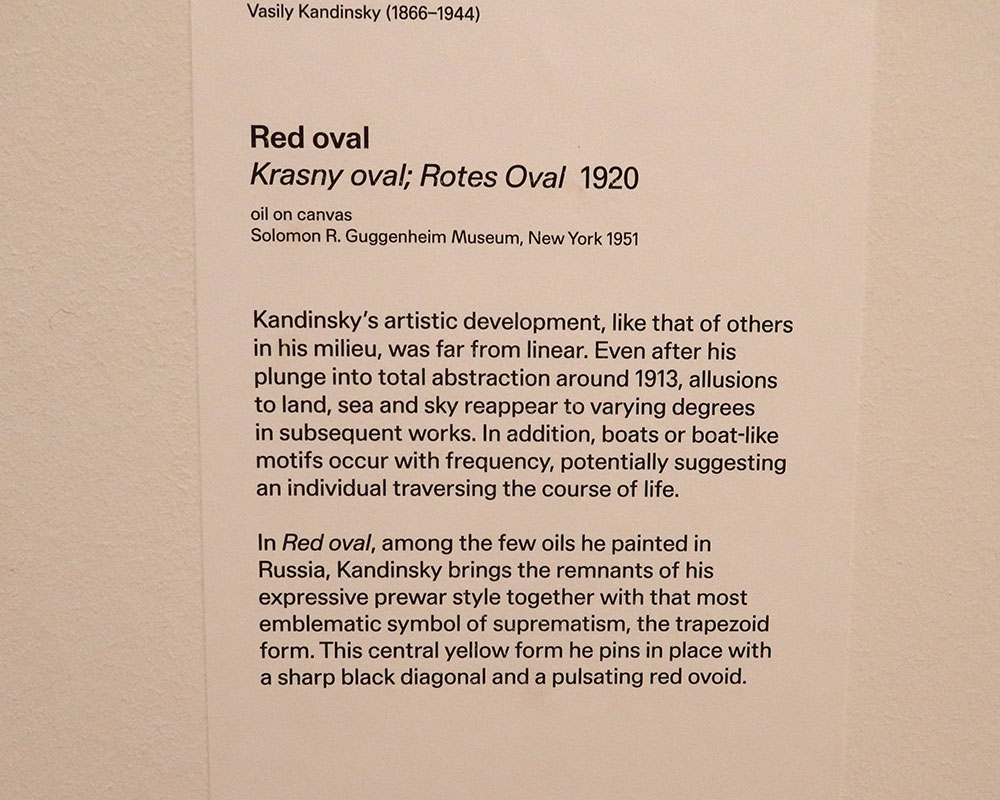 Vasily Kandinsky (1866–1944)
Red oval
Krasny oval; Rotes Oval 1920
oil on canvas
Solomon R. Guggenheim Museum, New York 1951
Kandinsky’s artistic development, like that of others
in his milieu, was far from linear. Even after his
plunge into total abstraction around 1913, allusions
to land, sea and sky reappear to varying degrees
in subsequent works. In addition, boats or boat-like
motifs occur with frequency, potentially suggesting
an individual traversing the course of life.
In Red oval, among the few oils he painted in
Russia, Kandinsky brings the remnants of his
expressive prewar style together with that most
emblematic symbol of suprematism, the trapezoid
form. This central yellow form he pins in place with
a sharp black diagonal and a pulsating red ovoid.